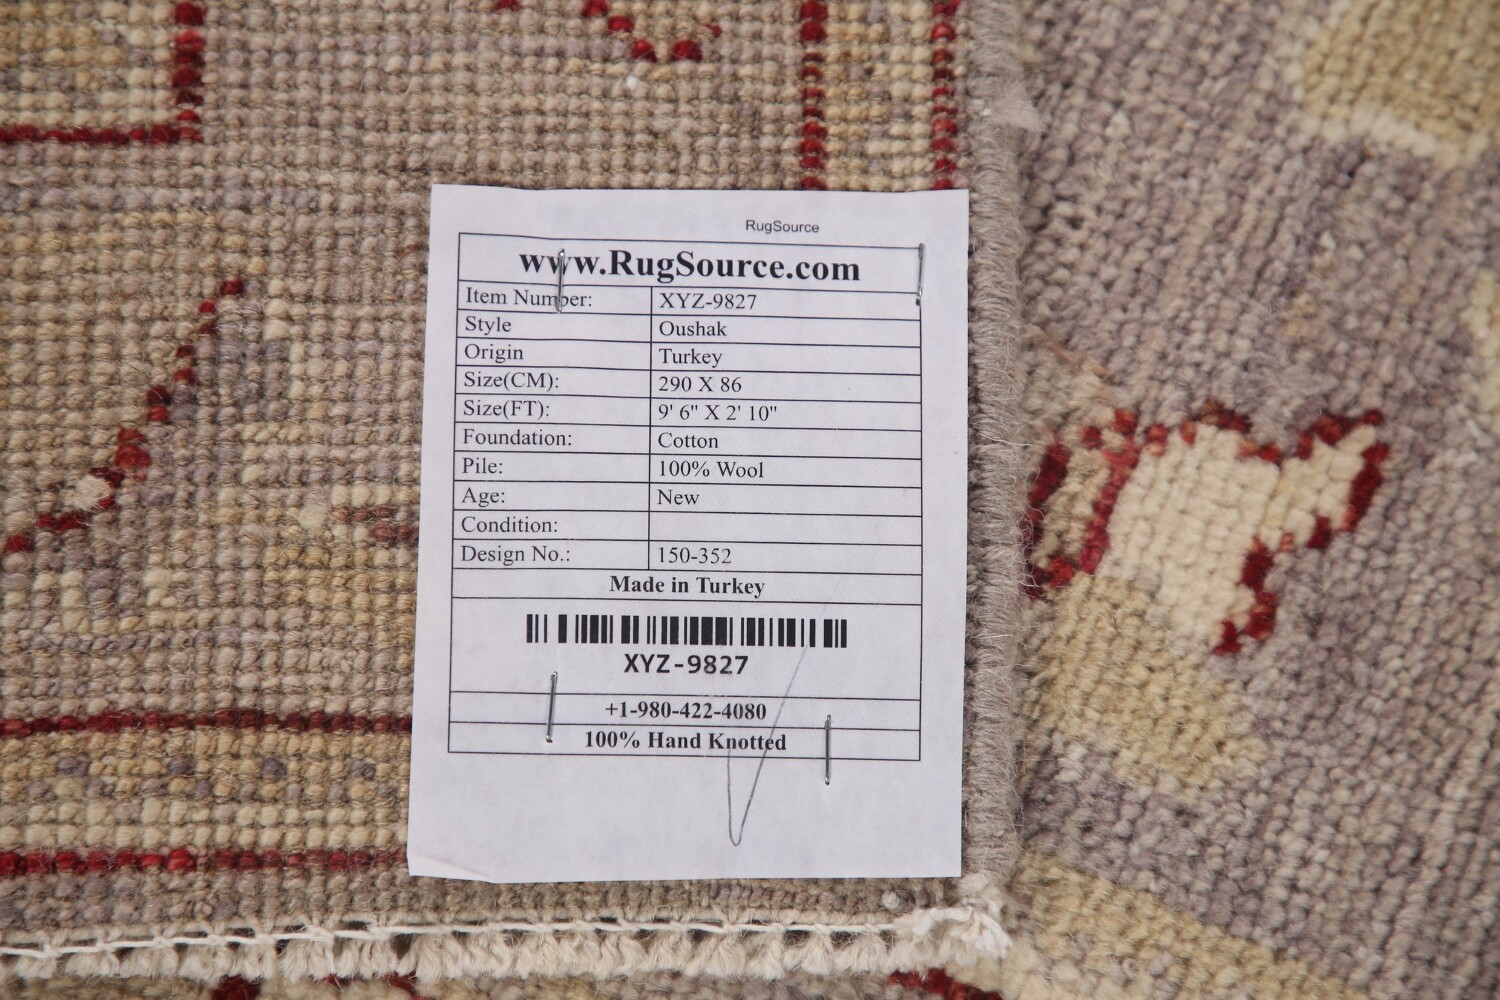 RugSource
www.RugSource.com
Item Number: XYZ-9827
Style Oushak
Origin Turkey
Size(CM): 290 X 86
Size(FT): 9' 6" X 2' 10"
Foundation: Cotton
Pile: 100% Wool
Age: New
Condition:
Design No.: 150-352
Made in Turkey
XYZ-9827
+1-980-422-4080
100% Hand Knotted